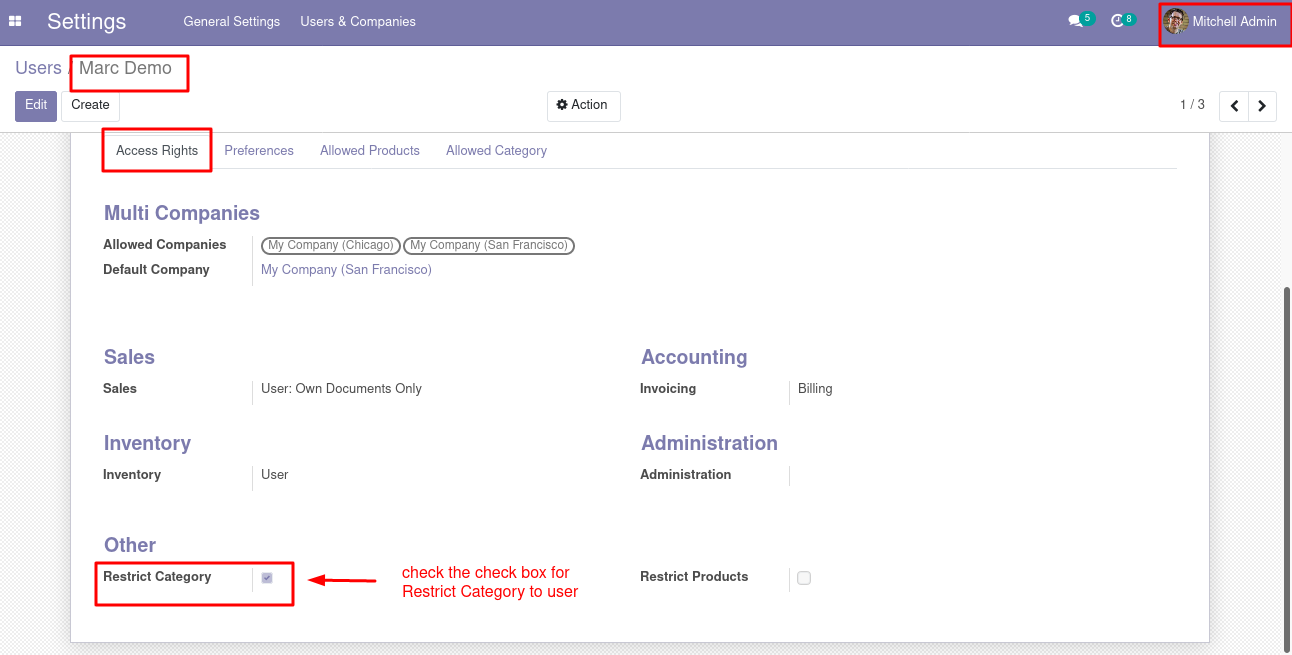 Settings General Settings Users & Companies 5 8 Mitchell Admin
Users / Marc Demo
Edit Create Action 1 / 3
Access Rights Preferences Allowed Products Allowed Category
Multi Companies
Allowed Companies My Company (Chicago) My Company (San Francisco)
Default Company My Company (San Francisco)
Sales Accounting
Sales User: Own Documents Only Invoicing Billing
Inventory Administration
Inventory User Administration
Other
Restrict Category check the check box for Restrict Products
Restrict Category to user